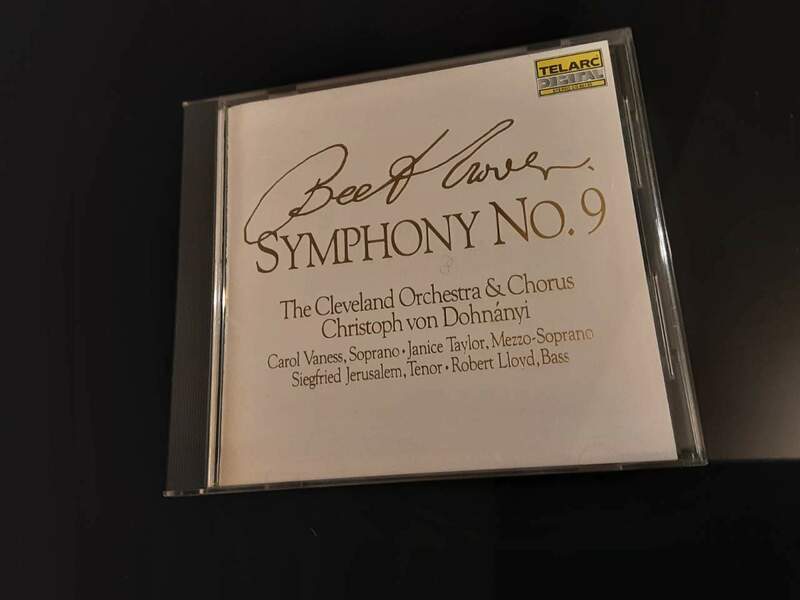 TELARC
DIGITAL
Beethoven
SYMPHONY NO. 9
The Cleveland Orchestra & Chorus
Christoph von Dohnányi
Carol Vaness, Soprano • Janice Taylor, Mezzo-Soprano
Siegfried Jerusalem, Tenor • Robert Lloyd, Bass